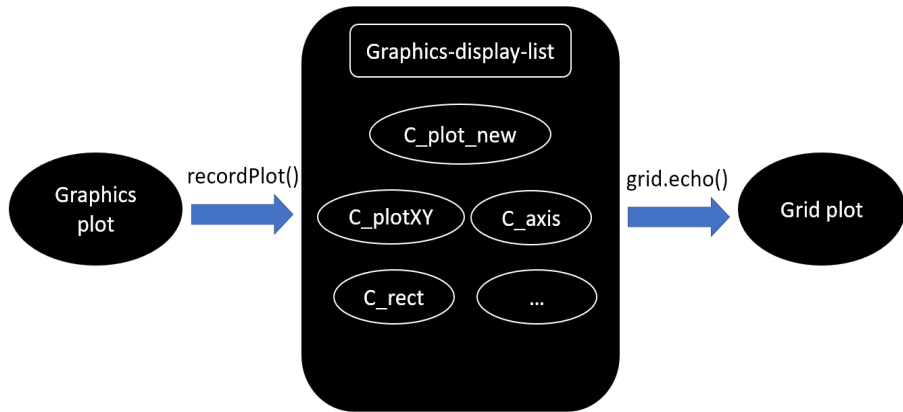 Graphics
plot
recordPlot()
Graphics-display-list
C_plot_new
C_plotXY
C_axis
C_rect
...
grid.echo()
Grid plot